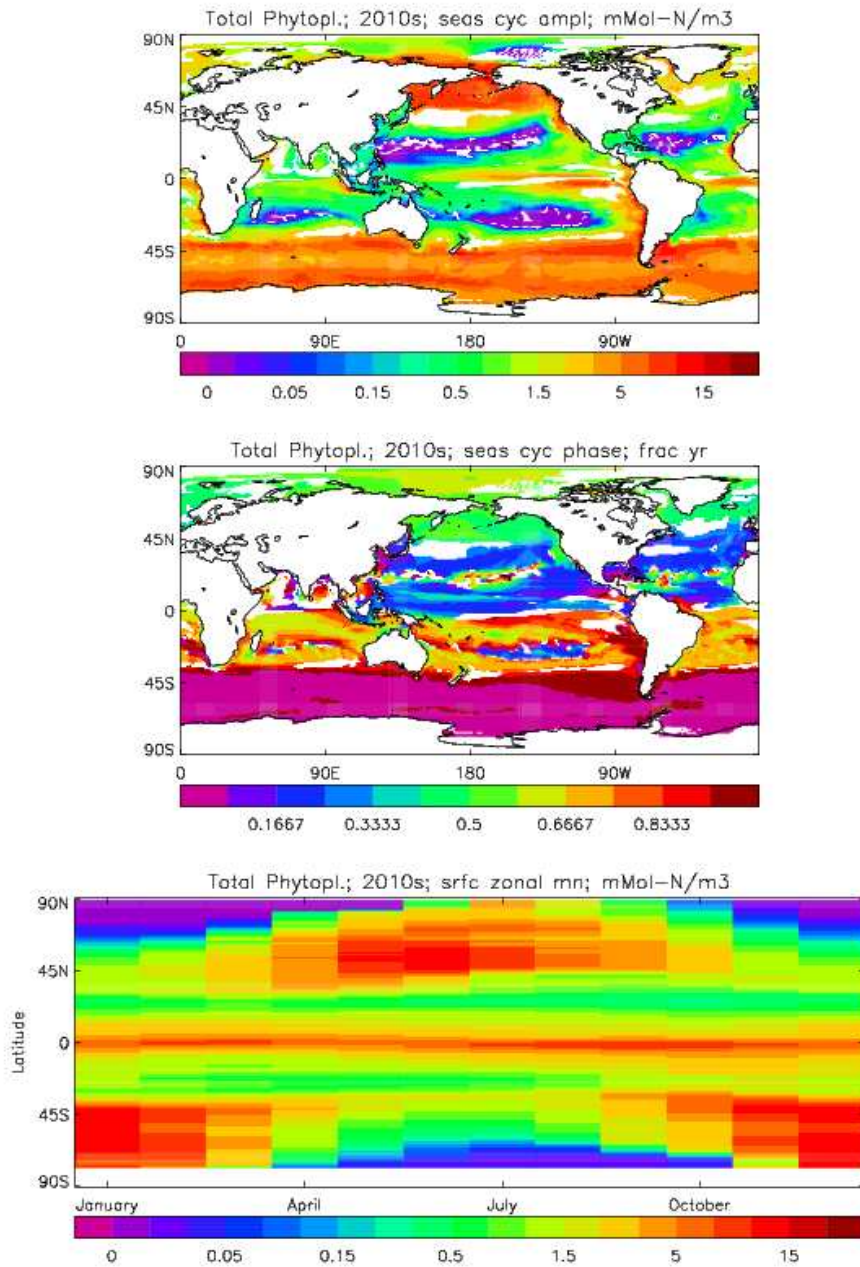 Total Phytopl.; 2010s; seas cyc ampl; mMol-N/m3
90N
45N
0
45S
90S
0 90E 180 90W
0 0.05 0.15 0.5 1.5 5 15
Total Phytopl.; 2010s; seas cyc phase; frac yr
90N
45N
0
45S
90S
0 90E 180 90W
0.1667 0.3333 0.5 0.6667 0.8333
Total Phytopl.; 2010s; srfc zonal mn; mMol-N/m3
90N
45N
Latitude
0
45S
90S
January April July October
0 0.05 0.15 0.5 1.5 5 15